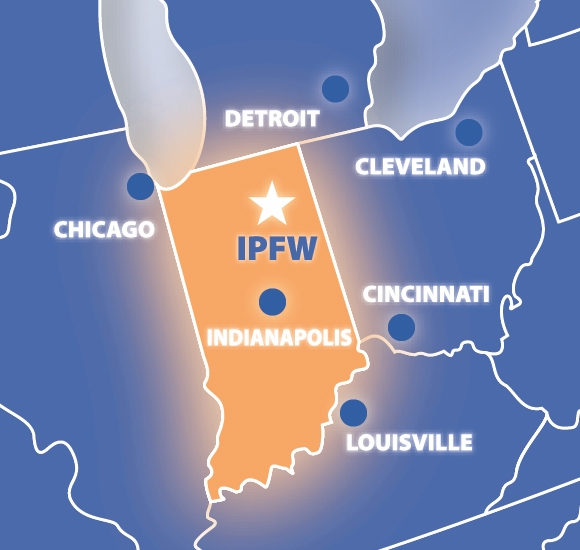 DETROIT
CLEVELAND
CHICAGO
IPFW
CINCINNATI
INDIANAPOLIS
LOUISVILLE